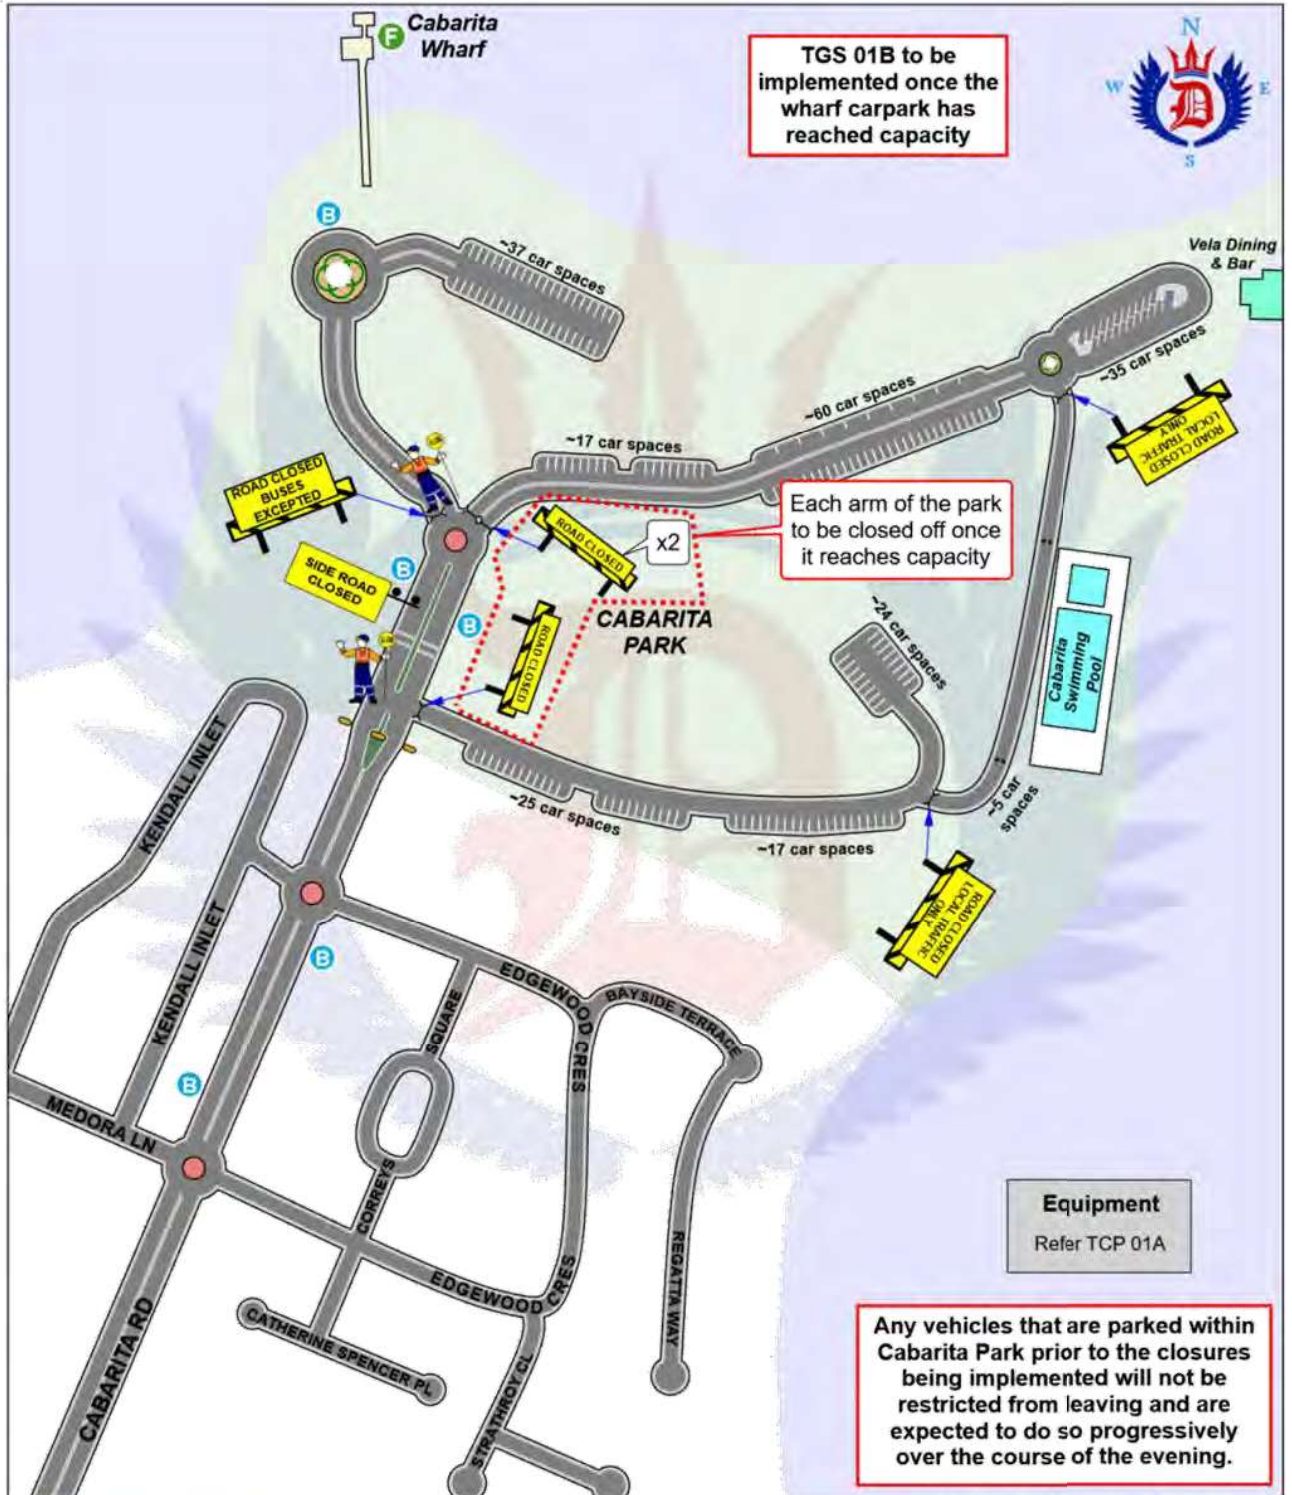 Cabarita
Wharf
F
TGS 01B to be
implemented once the
wharf carpark has
reached capacity
N
W
E
D
S
B
~37 car spaces
Vela Dining
& Bar
~35 car spaces
~60 car spaces
~17 car spaces
ROAD CLOSED
LOCAL TRAFFIC
ONLY
ROAD CLOSED
BUSES
EXCEPTED
Each arm of the park
to be closed off once
it reaches capacity
ROAD CLOSED
x2
SIDE ROAD
CLOSED
B
B
ROAD CLOSED
CABARITA
PARK
~24 car spaces
Cabarita
Swimming
Pool
~5 car
spaces
~25 car spaces
~17 car spaces
ROAD CLOSED
LOCAL TRAFFIC
ONLY
KENDALL INLET
KENDALL INLET
B
EDGEWOOD CRES
BAYSIDE TERRACE
SQUARE
B
MEDORA LN
CORREYS
EDGEWOOD CRES
REGATTA WAY
CATHERINE SPENCER PL
STRATHROY CL
CABARITA RD
Equipment
Refer TCP 01A
Any vehicles that are parked within
Cabarita Park prior to the closures
being implemented will not be
restricted from leaving and are
expected to do so progressively
over the course of the evening.